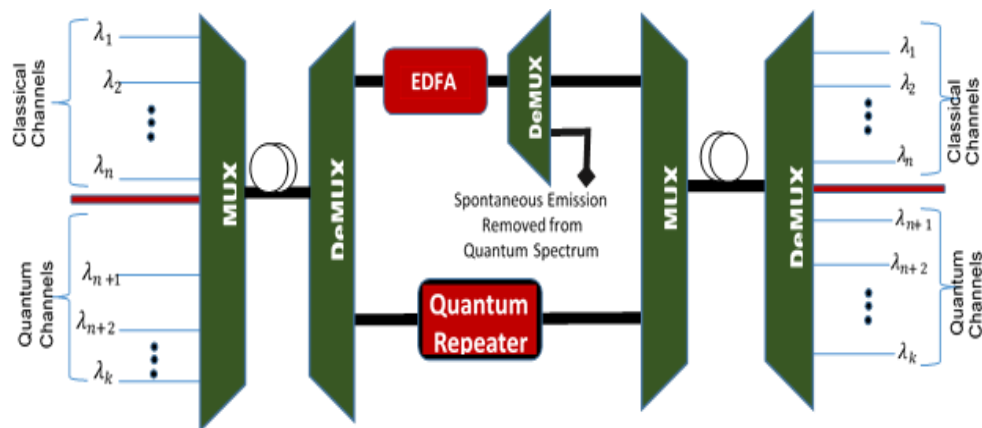 Classical
Channels
λ1
λ2
λn
Quantum
Channels
λn+1
λn+2
λk
MUX
DeMUX
EDFA
DeMUX
Spontaneous Emission
Removed from
Quantum Spectrum
Quantum
Repeater
MUX
DeMUX
λ1
λ2
λn
Classical
Channels
λn+1
λn+2
λk
Quantum
Channels